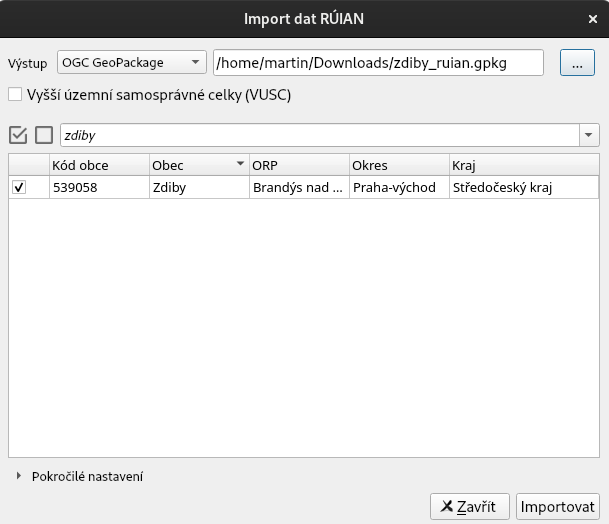 Import dat RÚIAN
Výstup OGC GeoPackage /home/martin/Downloads/zdiby_ruian.gpkg ...
Vyšší územní samosprávné celky (VUSC)
zdiby
Kód obce Obec ORP Okres Kraj
539058 Zdiby Brandýs nad ... Praha-východ Středočeský kraj
Pokročilé nastavení
Zavřít Importovat